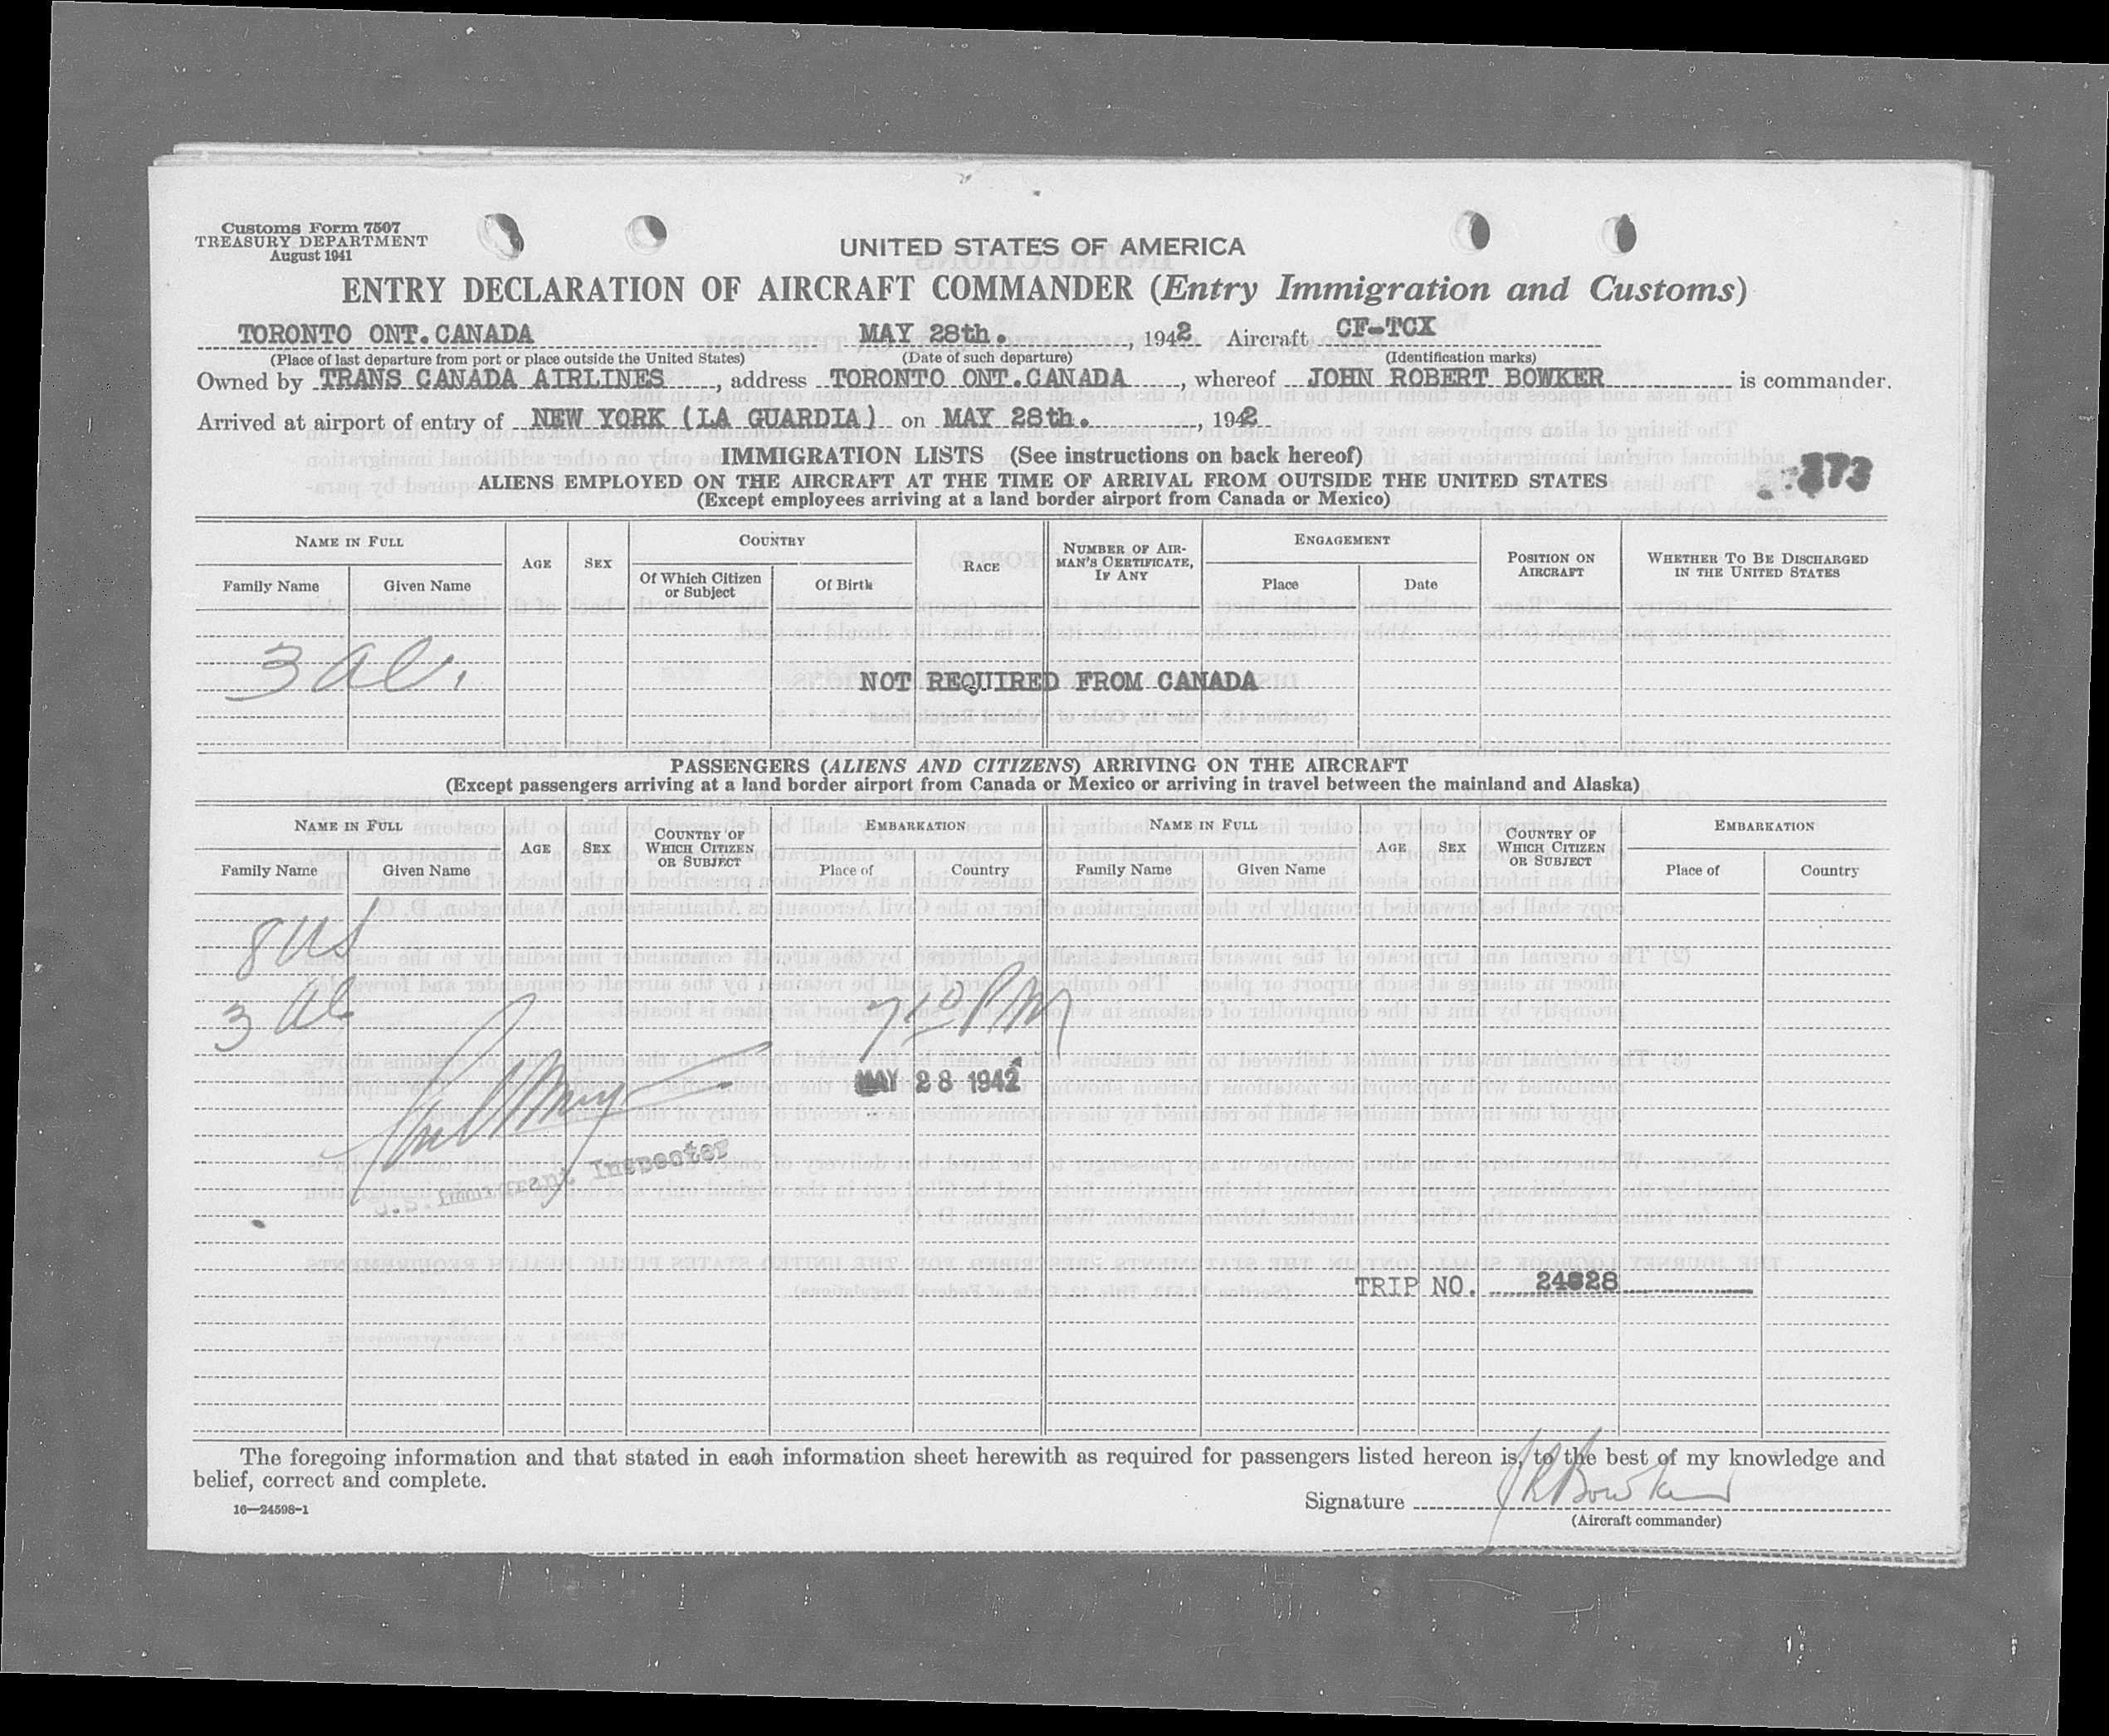 Customs Form 7507
TREASURY DEPARTMENT
August 1941
UNITED STATES OF AMERICA
ENTRY DECLARATION OF AIRCRAFT COMMANDER (Entry Immigration and Customs)
TORONTO ONT. CANADA MAY 28th. , 1942 Aircraft CF-TCX
(Place of last departure from port or place outside the United States) (Date of such departure) (Identification marks)
Owned by TRANS CANADA AIRLINES , address TORONTO ONT. CANADA , whereof JOHN ROBERT BOWKER is commander.
Arrived at airport of entry of NEW YORK (LA GUARDIA) on MAY 28th. , 1942
IMMIGRATION LISTS (See instructions on back hereof)
ALIENS EMPLOYED ON THE AIRCRAFT AT THE TIME OF ARRIVAL FROM OUTSIDE THE UNITED STATES
373
(Except employees arriving at a land border airport from Canada or Mexico)
NAME IN FULL AGE SEX COUNTRY RACE NUMBER OF AIRMAN'S CERTIFICATE, IF ANY ENGAGEMENT POSITION ON AIRCRAFT WHETHER TO BE DISCHARGED IN THE UNITED STATES
Family Name Given Name Of Which Citizen or Subject Of Birth Place Date
3 al.
NOT REQUIRED FROM CANADA
PASSENGERS (ALIENS AND CITIZENS) ARRIVING ON THE AIRCRAFT
(Except passengers arriving at a land border airport from Canada or Mexico or arriving in travel between the mainland and Alaska)
NAME IN FULL AGE SEX COUNTRY OF WHICH CITIZEN OR SUBJECT EMBARKATION NAME IN FULL AGE SEX COUNTRY OF WHICH CITIZEN OR SUBJECT EMBARKATION
Family Name Given Name Place of Country Family Name Given Name Place of Country
8 US
3 al
7 10 PM
MAY 28 1942
U.S. Immigrant Inspector
TRIP NO. 24828
The foregoing information and that stated in each information sheet herewith as required for passengers listed hereon is, to the best of my knowledge and
belief, correct and complete.
16—24598-1
Signature J R Bowker
(Aircraft commander)